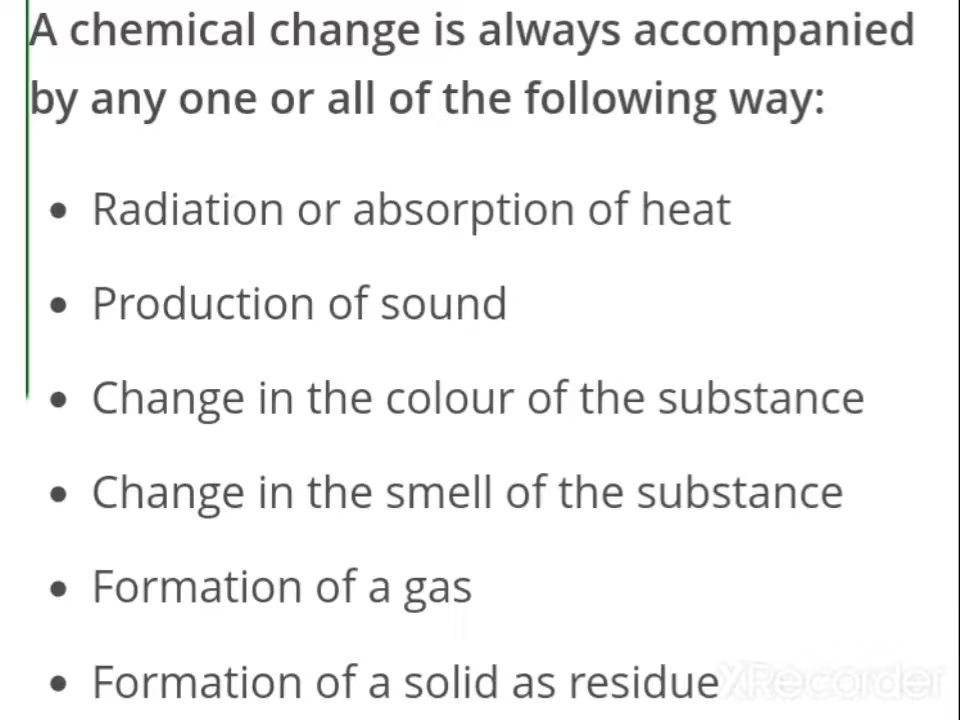 A chemical change is always accompanied
by any one or all of the following way:
• Radiation or absorption of heat
• Production of sound
• Change in the colour of the substance
• Change in the smell of the substance
• Formation of a gas
• Formation of a solid as residue XRecorder